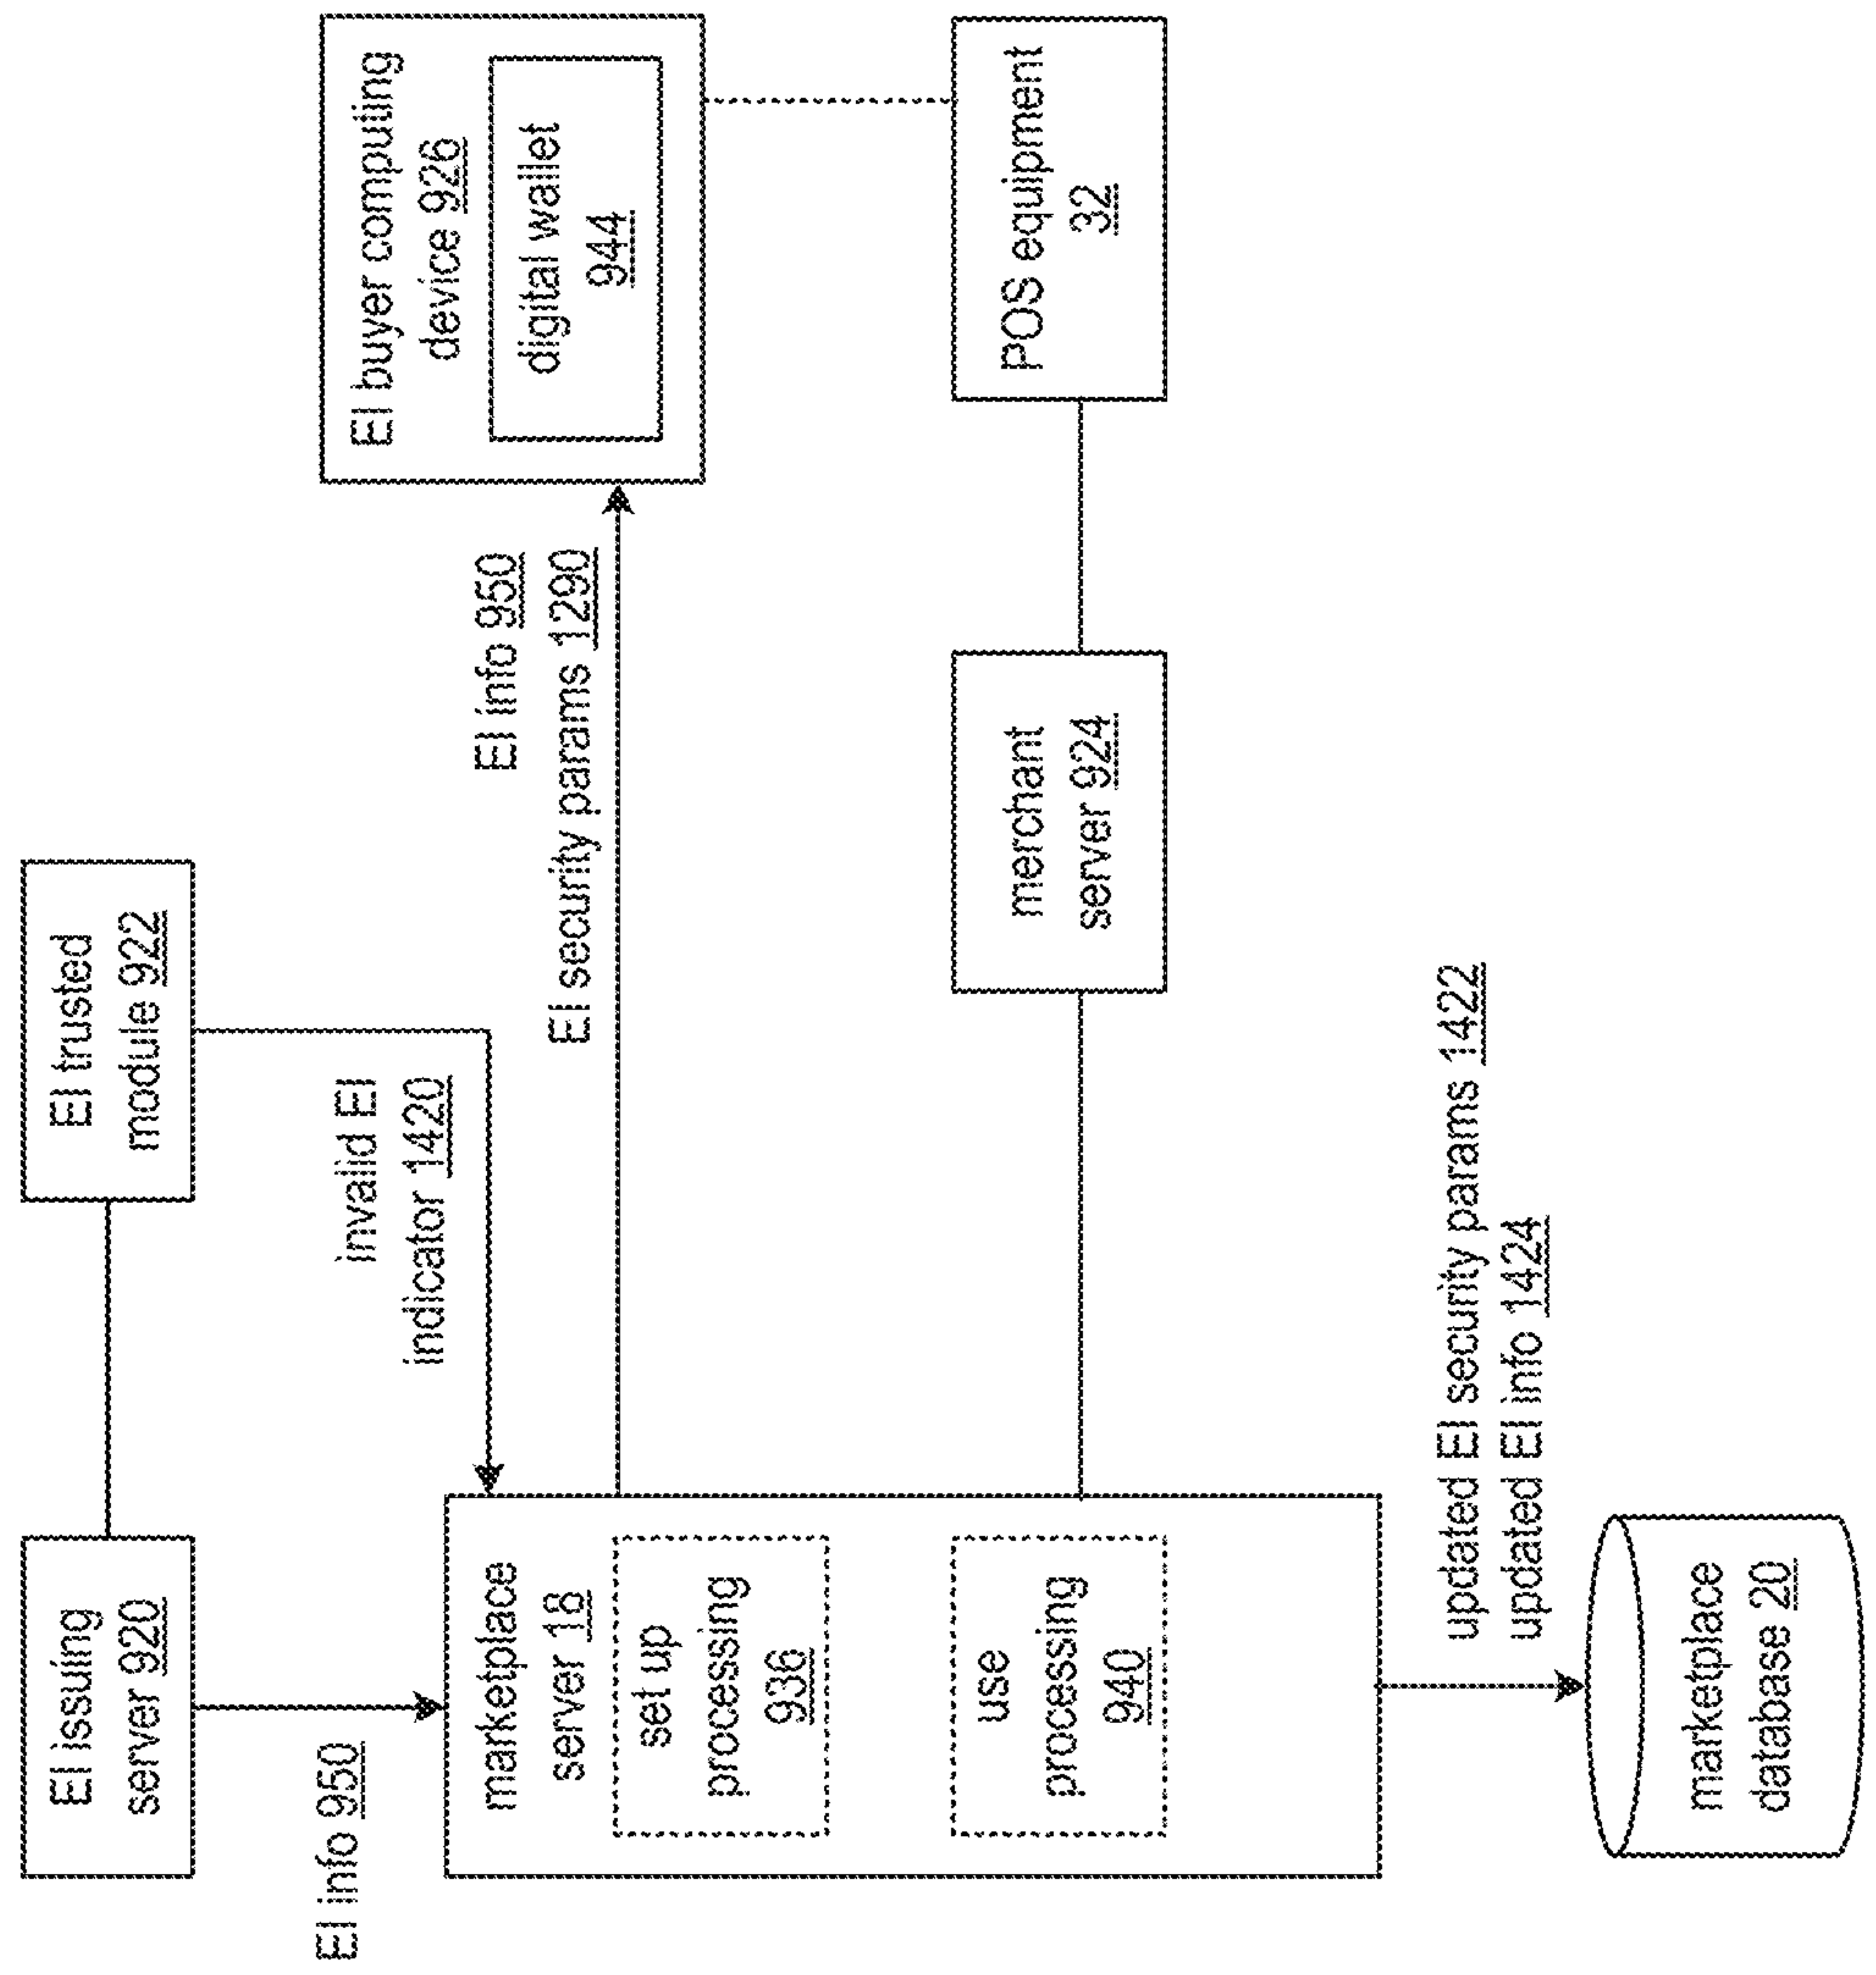 EI issuing
server 920
EI trusted
module 922
EI info 950
invalid EI
indicator 1420
EI buyer computing
device 926
digital wallet
944
EI info 950
EI security params 1290
marketplace
server 18
set up
processing
936
use
processing
940
merchant
server 924
POS equipment
32
updated EI security params 1422
updated EI info 1424
marketplace
database 20